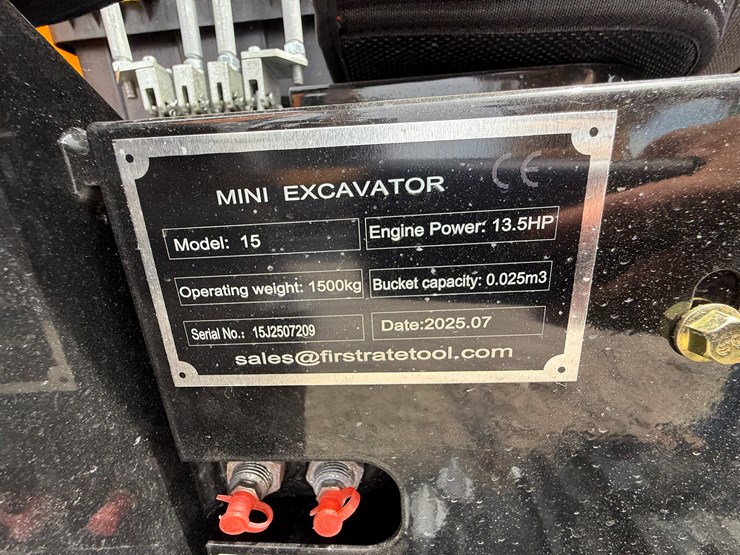 CE
MINI EXCAVATOR
Model: 15
Engine Power: 13.5HP
Operating weight: 1500kg
Bucket capacity: 0.025m3
Serial No.: 15J2507209
Date:2025.07
sales@firstratetool.com